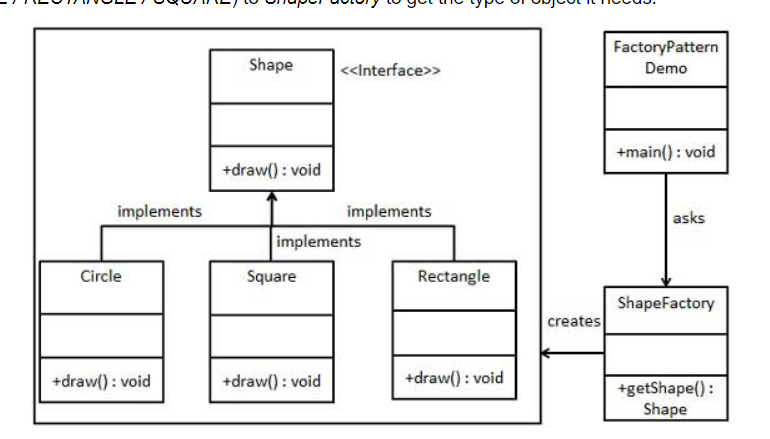 RECTANGLE / SQUARE) to ShapeFactory to get the type of object it needs.
Shape
<<Interface>>
+draw() : void
FactoryPattern
Demo
+main() : void
implements
implements
implements
asks
Circle
+draw() : void
Square
+draw() : void
Rectangle
+draw() : void
creates
ShapeFactory
+getShape() :
Shape